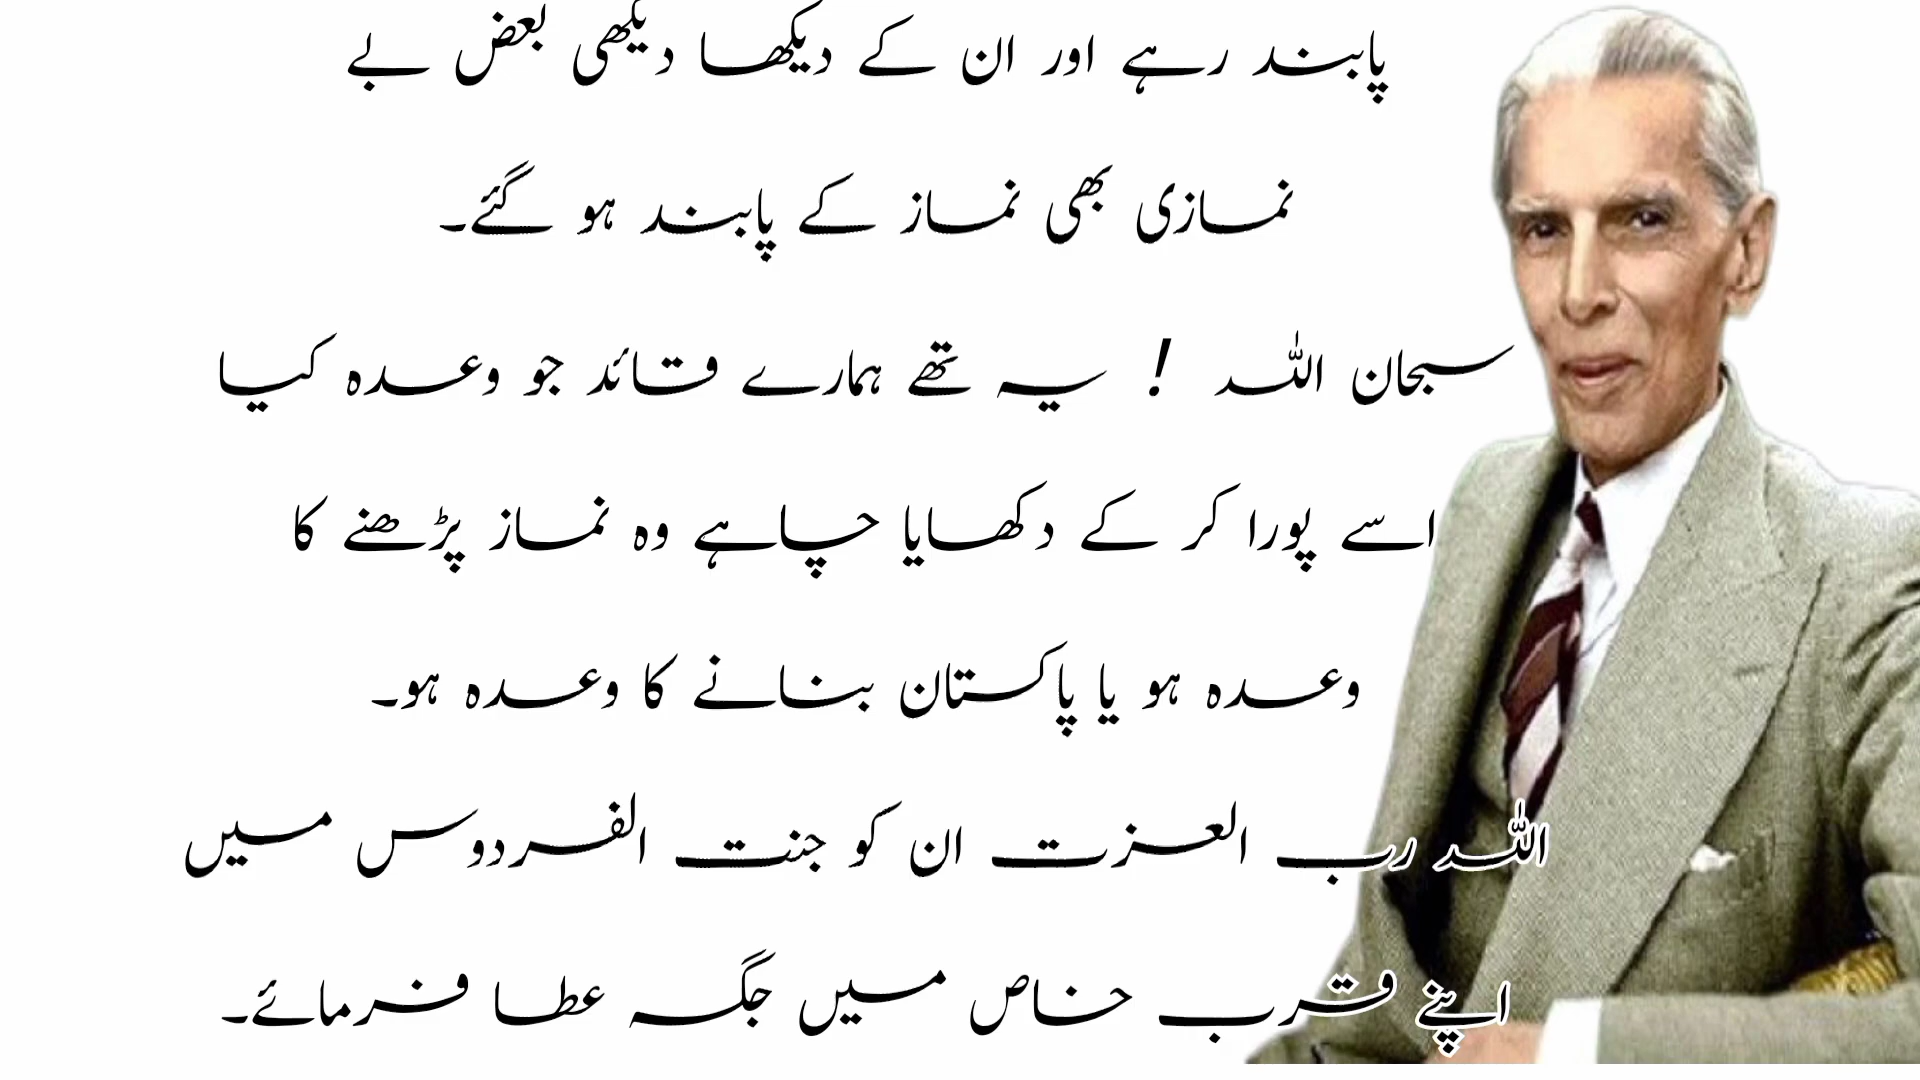 پابند رہے اور ان کے دیکھا دیکھی بعض بے
نمازی بھی نماز کے پابند ہو گئے۔
سبحان اللہ ! یہ تھے ہمارے قائد جو وعدہ کیا
اسے پورا کر کے دکھایا چاہے وہ نماز پڑھنے کا
وعدہ ہو یا پاکستان بنانے کا وعدہ ہو۔
اللہ رب العزت ان کو جنت الفردوس میں
اپنے قرب خاص میں جگہ عطا فرمائے۔